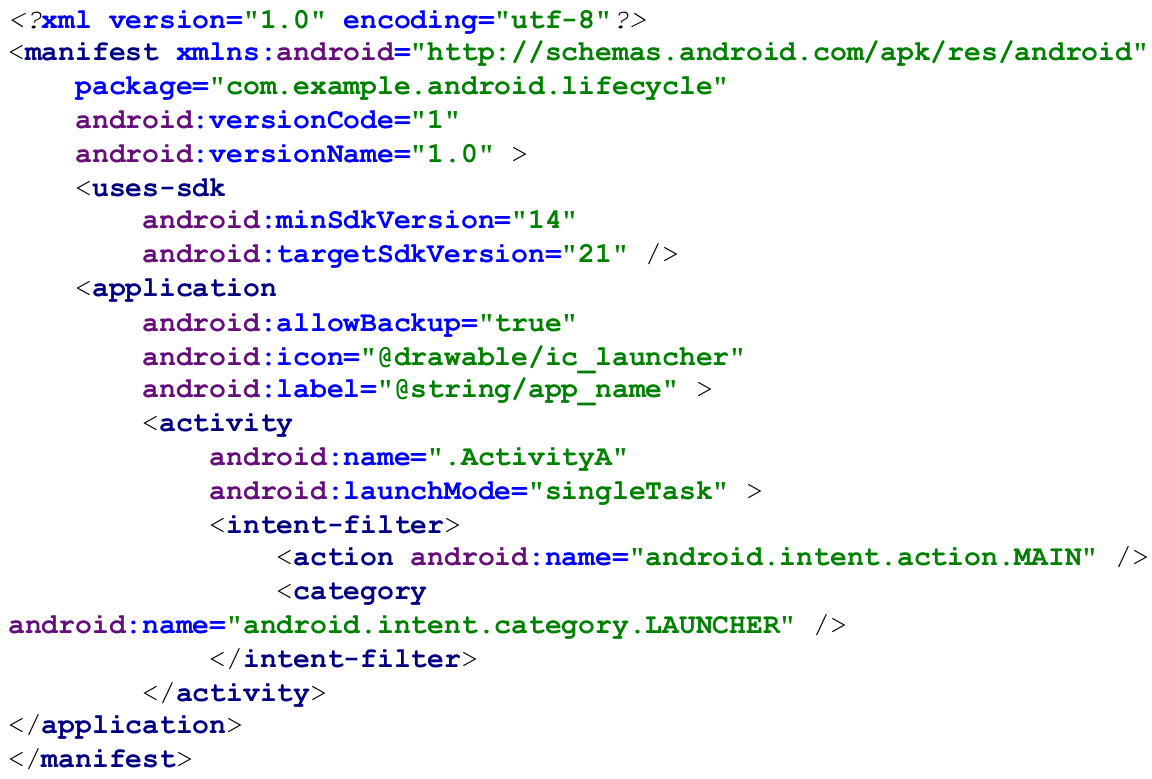 <?xml version="1.0" encoding="utf-8"?>
<manifest xmlns:android="http://schemas.android.com/apk/res/android"
    package="com.example.android.lifecycle"
    android:versionCode="1"
    android:versionName="1.0" >
    <uses-sdk
        android:minSdkVersion="14"
        android:targetSdkVersion="21" />
    <application
        android:allowBackup="true"
        android:icon="@drawable/ic_launcher"
        android:label="@string/app_name" >
        <activity
            android:name=".ActivityA"
            android:launchMode="singleTask" >
            <intent-filter>
                <action android:name="android.intent.action.MAIN" />
                <category
android:name="android.intent.category.LAUNCHER" />
            </intent-filter>
        </activity>
</application>
</manifest>